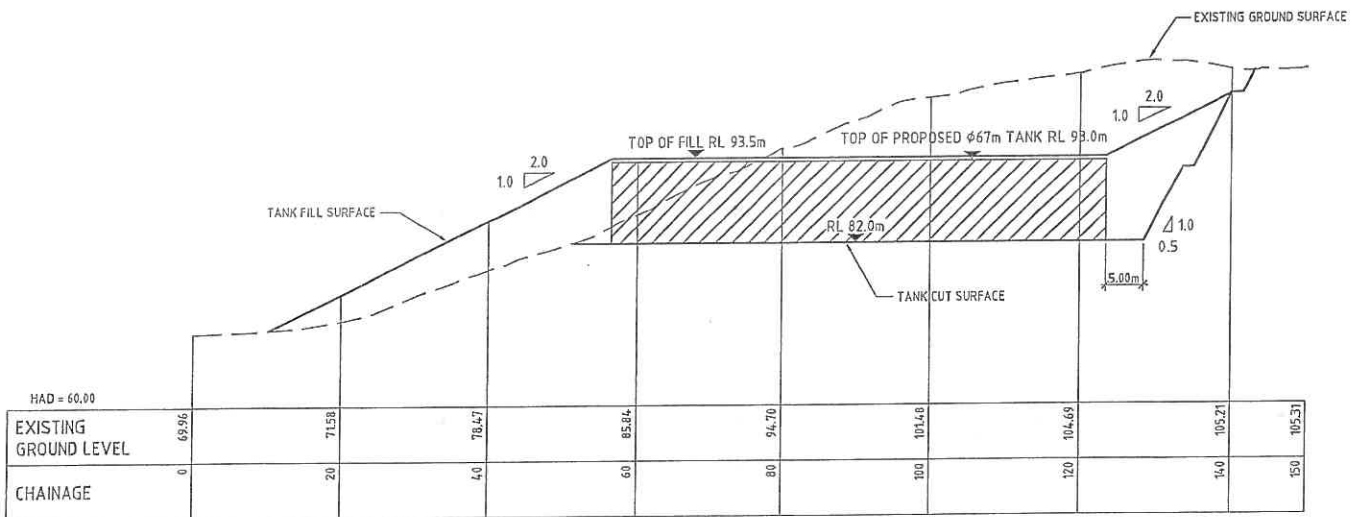 EXISTING GROUND SURFACE
2.0
1.0
TOP OF FILL RL 93.5m
TOP OF PROPOSED ϕ67m TANK RL 93.0m
2.0
1.0
TANK FILL SURFACE
RL 82.0m
1.0
0.5
5.00m
TANK CUT SURFACE
HAD = 60.00
EXISTING
GROUND LEVEL
69.96
71.58
78.47
85.84
94.70
101.48
104.69
105.21
105.31
CHAINAGE
0
20
40
60
80
100
120
140
150